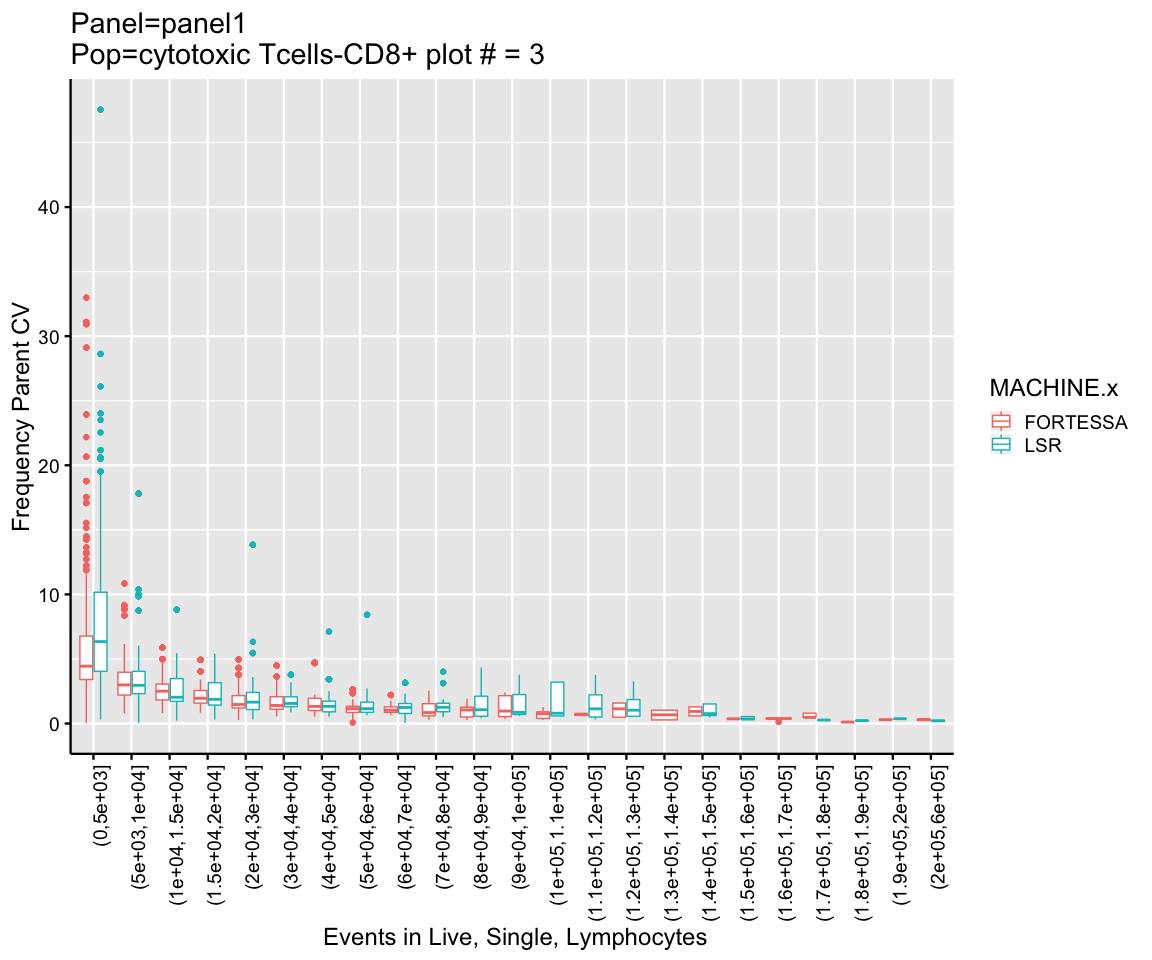 Panel=panel1
Pop=cytotoxic Tcells-CD8+ plot # = 3
Frequency Parent CV
40
30
20
10
0
(0,5e+03]
(5e+03,1e+04]
(1e+04,1.5e+04]
(1.5e+04,2e+04]
(2e+04,3e+04]
(3e+04,4e+04]
(4e+04,5e+04]
(5e+04,6e+04]
(6e+04,7e+04]
(7e+04,8e+04]
(8e+04,9e+04]
(9e+04,1e+05]
(1e+05,1.1e+05]
(1.1e+05,1.2e+05]
(1.2e+05,1.3e+05]
(1.3e+05,1.4e+05]
(1.4e+05,1.5e+05]
(1.5e+05,1.6e+05]
(1.6e+05,1.7e+05]
(1.7e+05,1.8e+05]
(1.8e+05,1.9e+05]
(1.9e+05,2e+05]
(2e+05,6e+05]
Events in Live, Single, Lymphocytes
MACHINE.x
FORTESSA
LSR